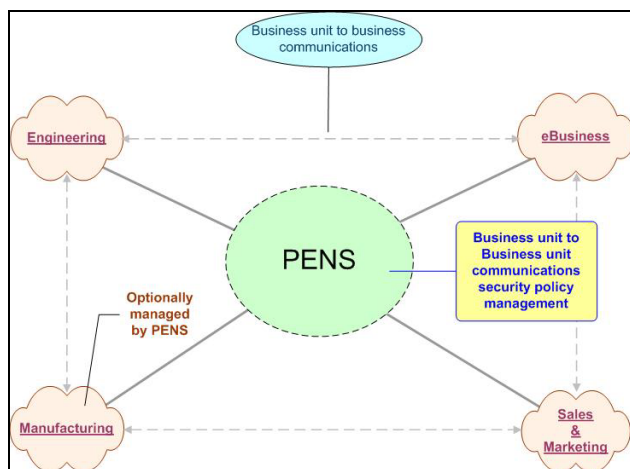 Business unit to business
communications
Engineering
eBusiness
PENS
Business unit to
Business unit
communications
security policy
management
Optionally
managed
by PENS
Manufacturing
Sales
&
Marketing